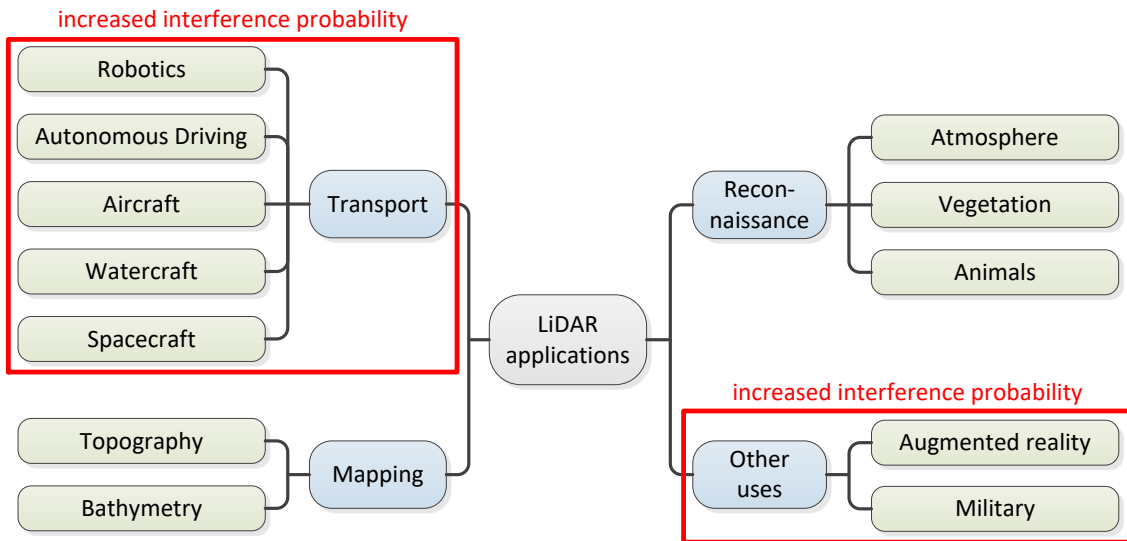 increased interference probability
Robotics
Autonomous Driving
Aircraft
Watercraft
Spacecraft
Transport
Topography
Bathymetry
Mapping
LiDAR
applications
Recon-
naissance
Atmosphere
Vegetation
Animals
increased interference probability
Other
uses
Augmented reality
Military